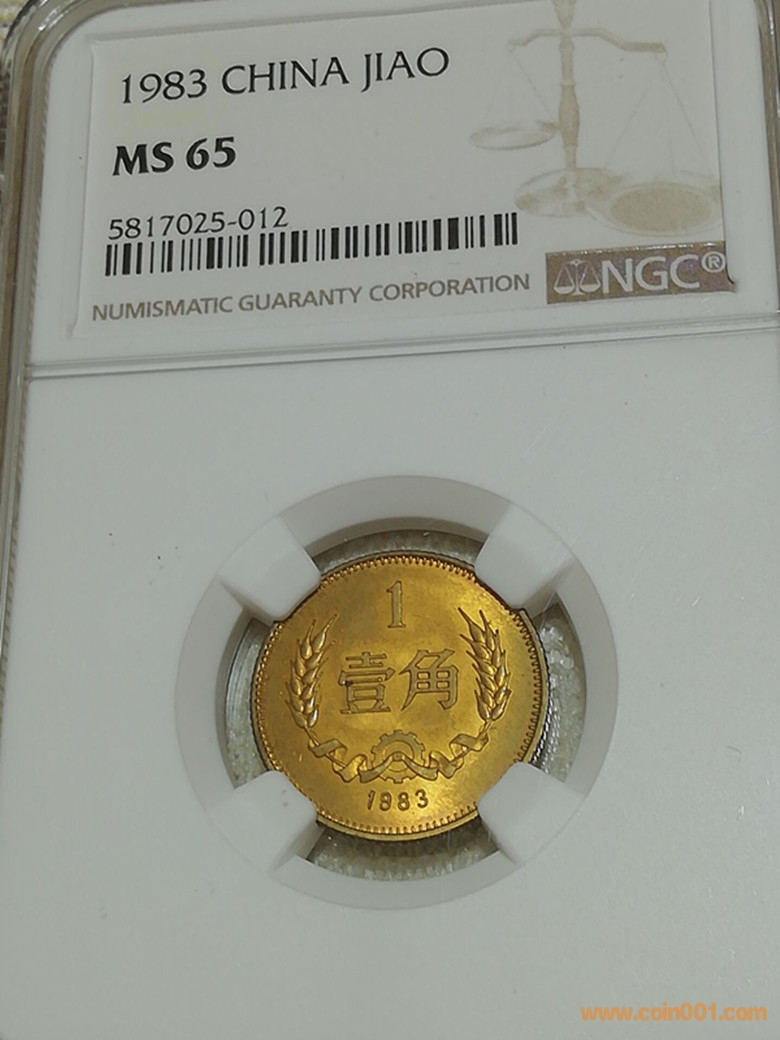 1983 CHINA JIAO
MS 65
5817025-012
NUMISMATIC GUARANTY CORPORATION
NGC®
1
壹角
1983
www.coin001.com